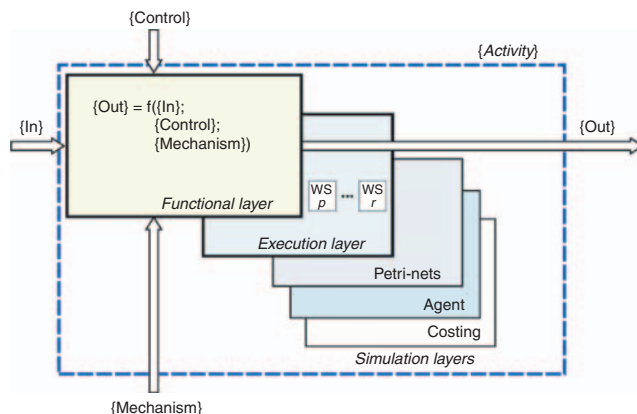 {Control}
{Activity}
{Out} = f({In};
{Control};
{Mechanism})
{In}
{Out}
WS ... WS
p r
Functional layer
Execution layer
Petri-nets
Agent
Costing
Simulation layers
{Mechanism}